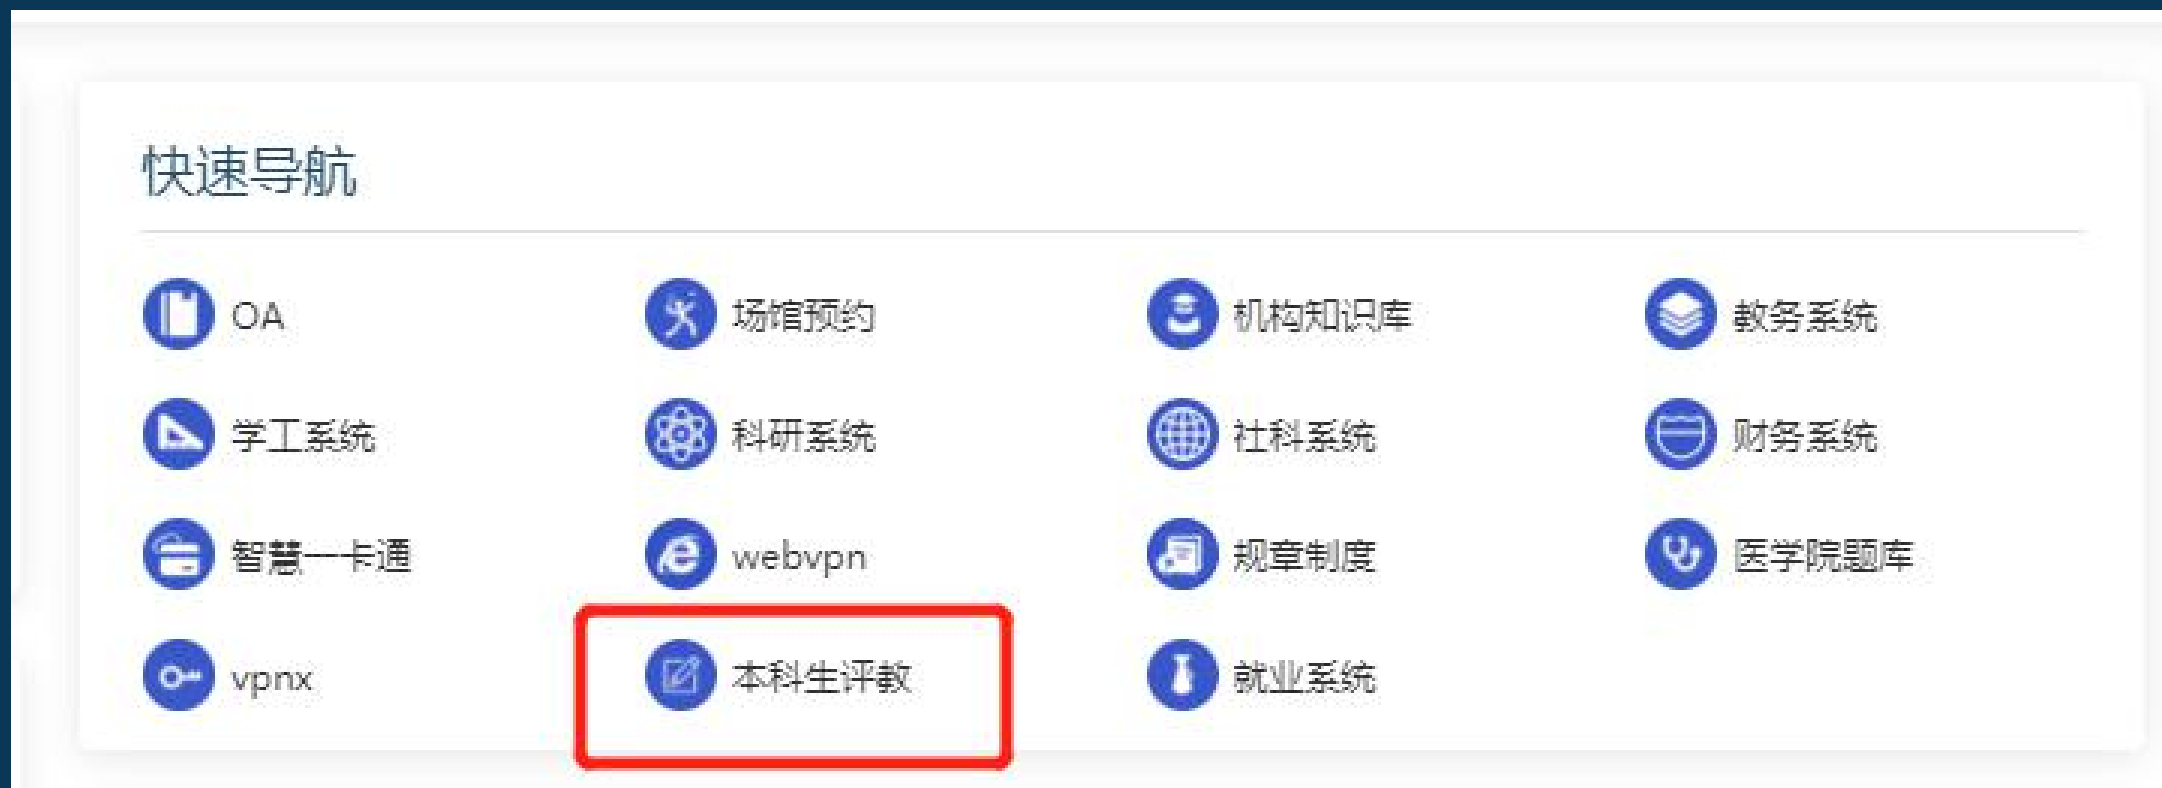 快速导航
OA 场馆预约 机构知识库 教务系统
学工系统 科研系统 社科系统 财务系统
智慧一卡通 webvpn 规章制度 医学院题库
vpnx 本科生评教 就业系统